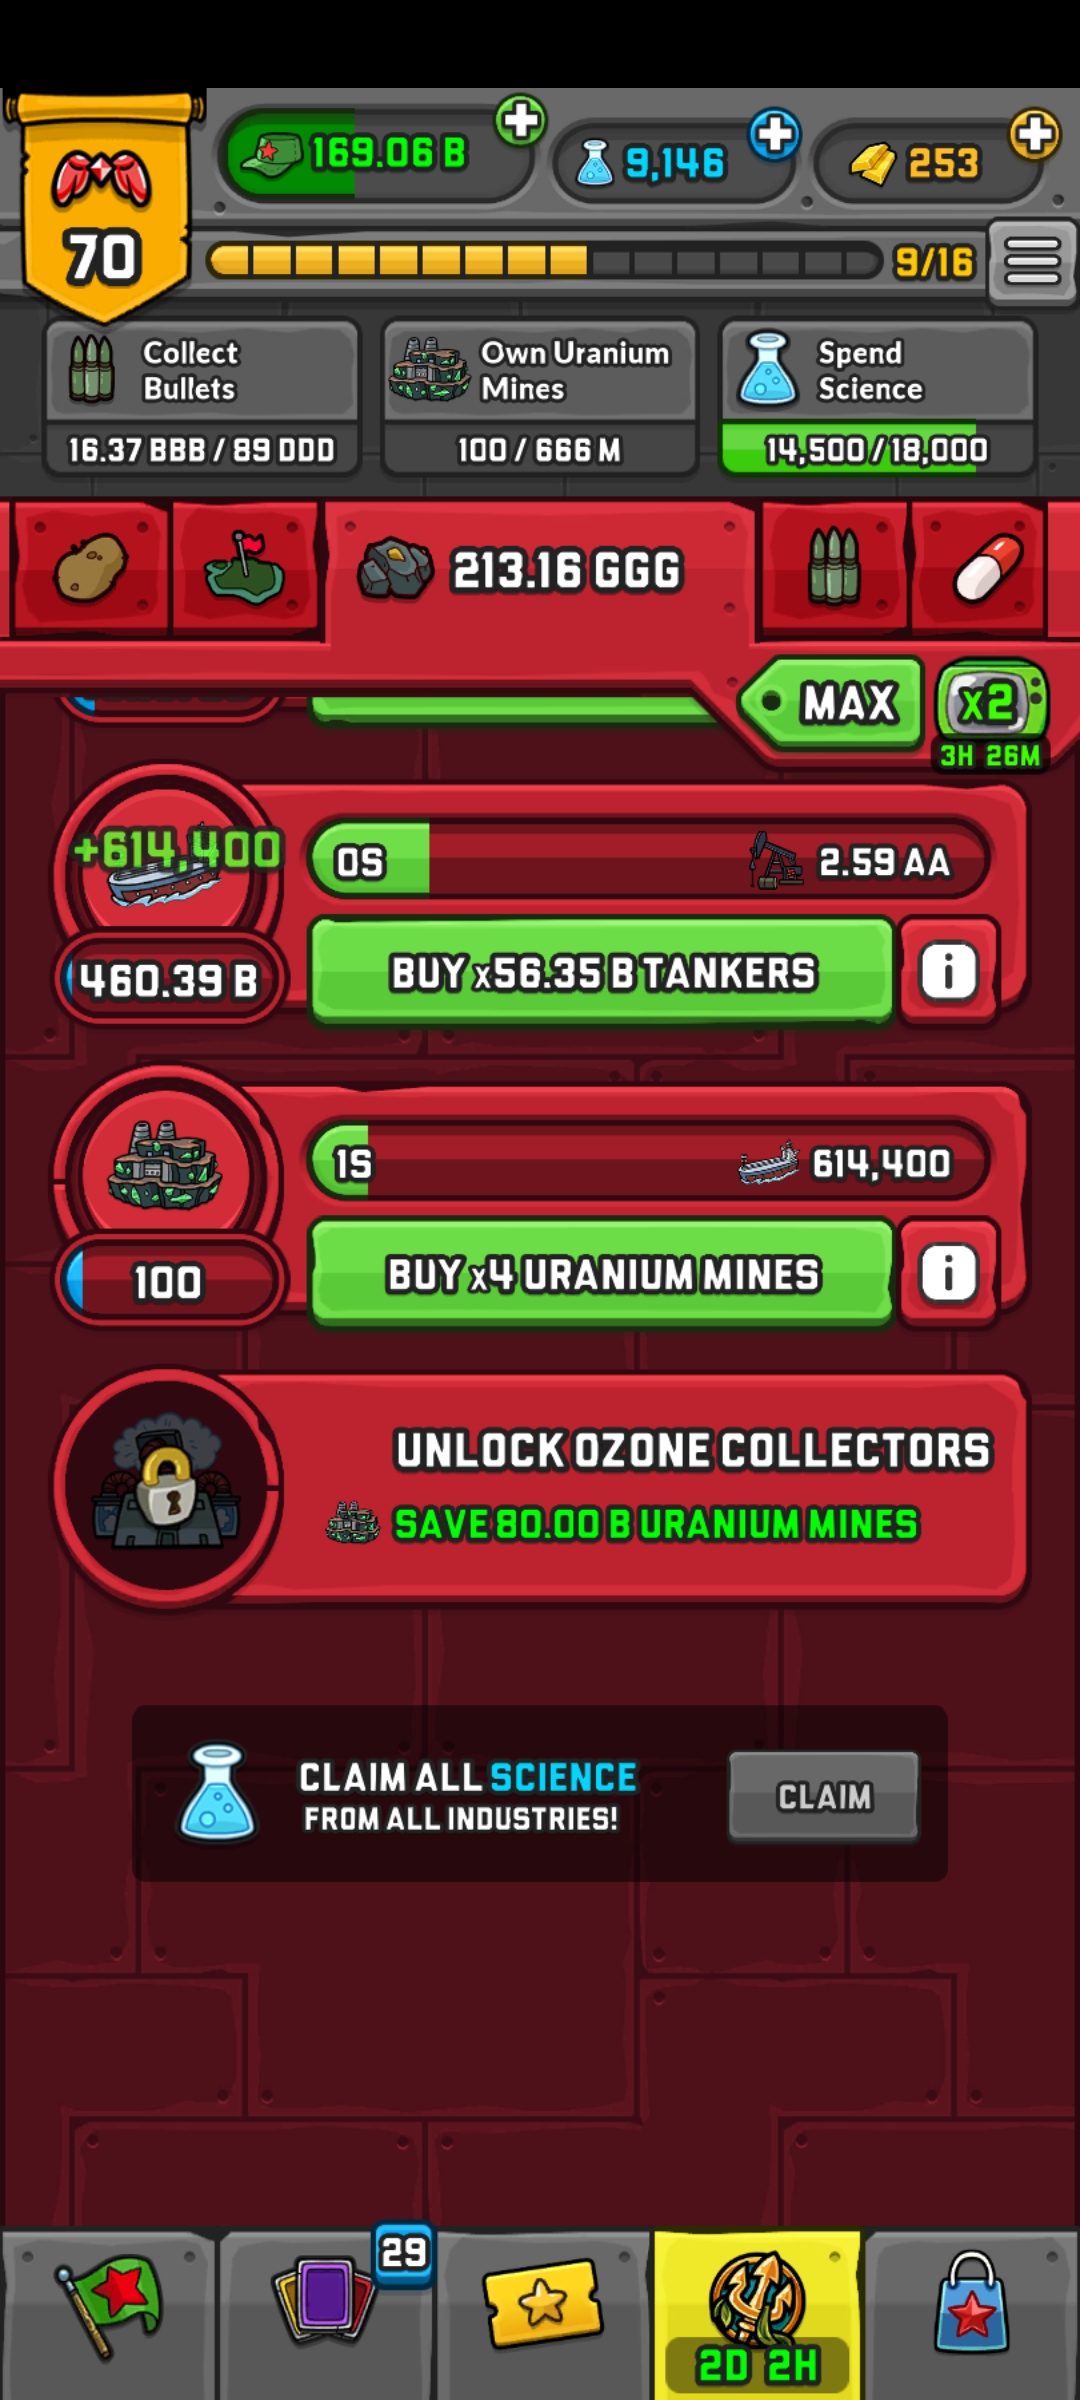 169.06 B
9,146
253
70
9/16
Collect
Bullets
Own Uranium
Mines
Spend
Science
16.37 BBB / 89 DDD
100 / 666 M
14,500/18,000
213.16 GGG
MAX
x2
3H 26M
+614,400
0S
2.59 AA
460.39 B
BUY x56.35 B TANKERS
i
1S
614,400
100
BUY x4 URANIUM MINES
i
UNLOCK OZONE COLLECTORS
SAVE 80.00 B URANIUM MINES
CLAIM ALL SCIENCE
FROM ALL INDUSTRIES!
CLAIM
29
2D 2H